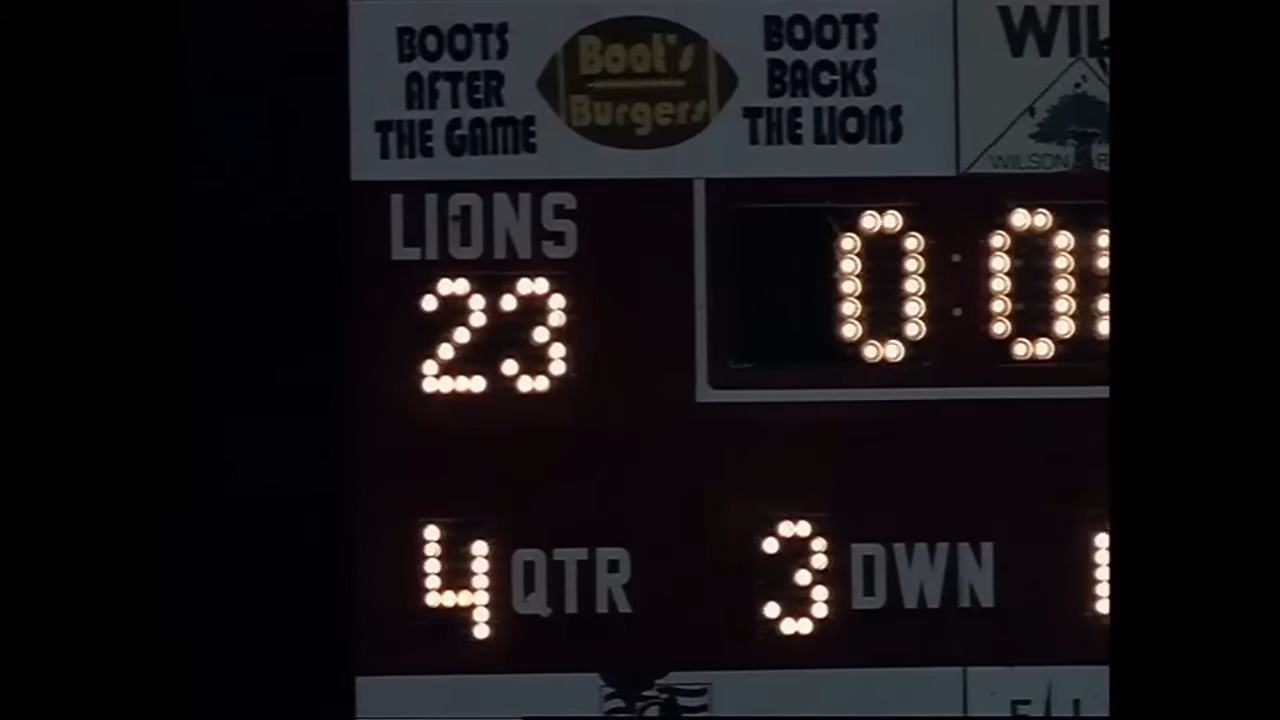 BOOTS
AFTER
THE GAME
Boot's
Burgers
BOOTS
BACKS
THE LIONS
WILSON
LIONS
23
0:0
4 QTR
3 DWN